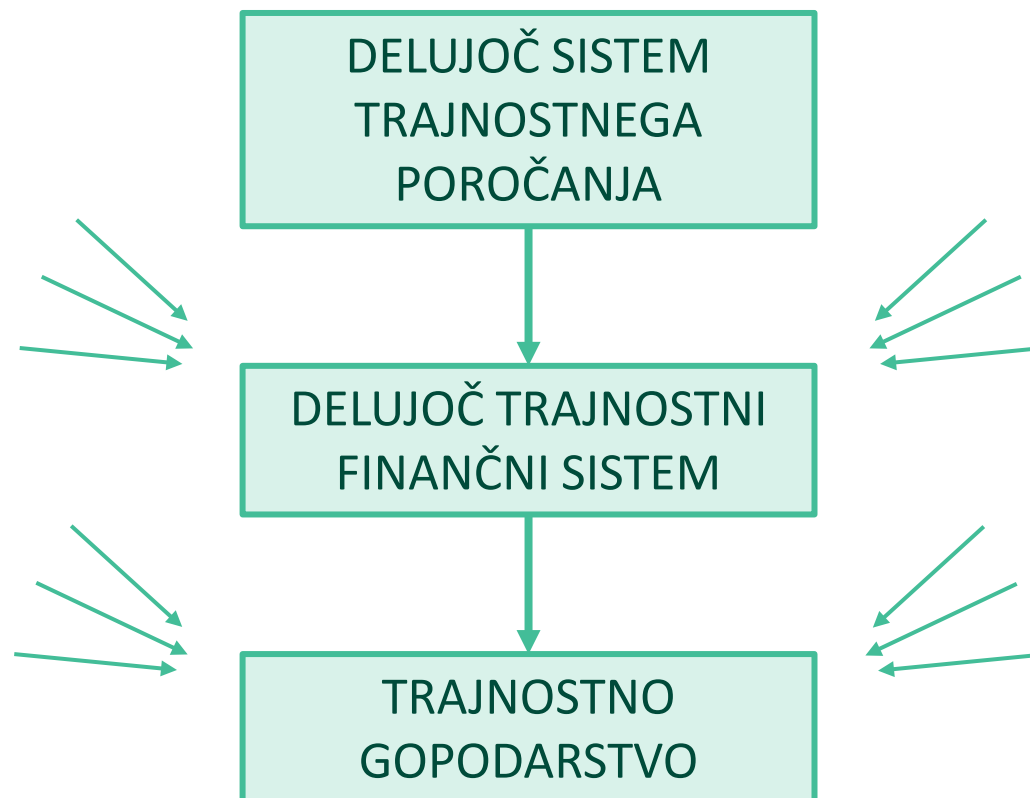 DELUJOČ SISTEM
TRAJNOSTNEGA
POROČANJA
DELUJOČ TRAJNOSTNI
FINANČNI SISTEM
TRAJNOSTNO
GOPODARSTVO